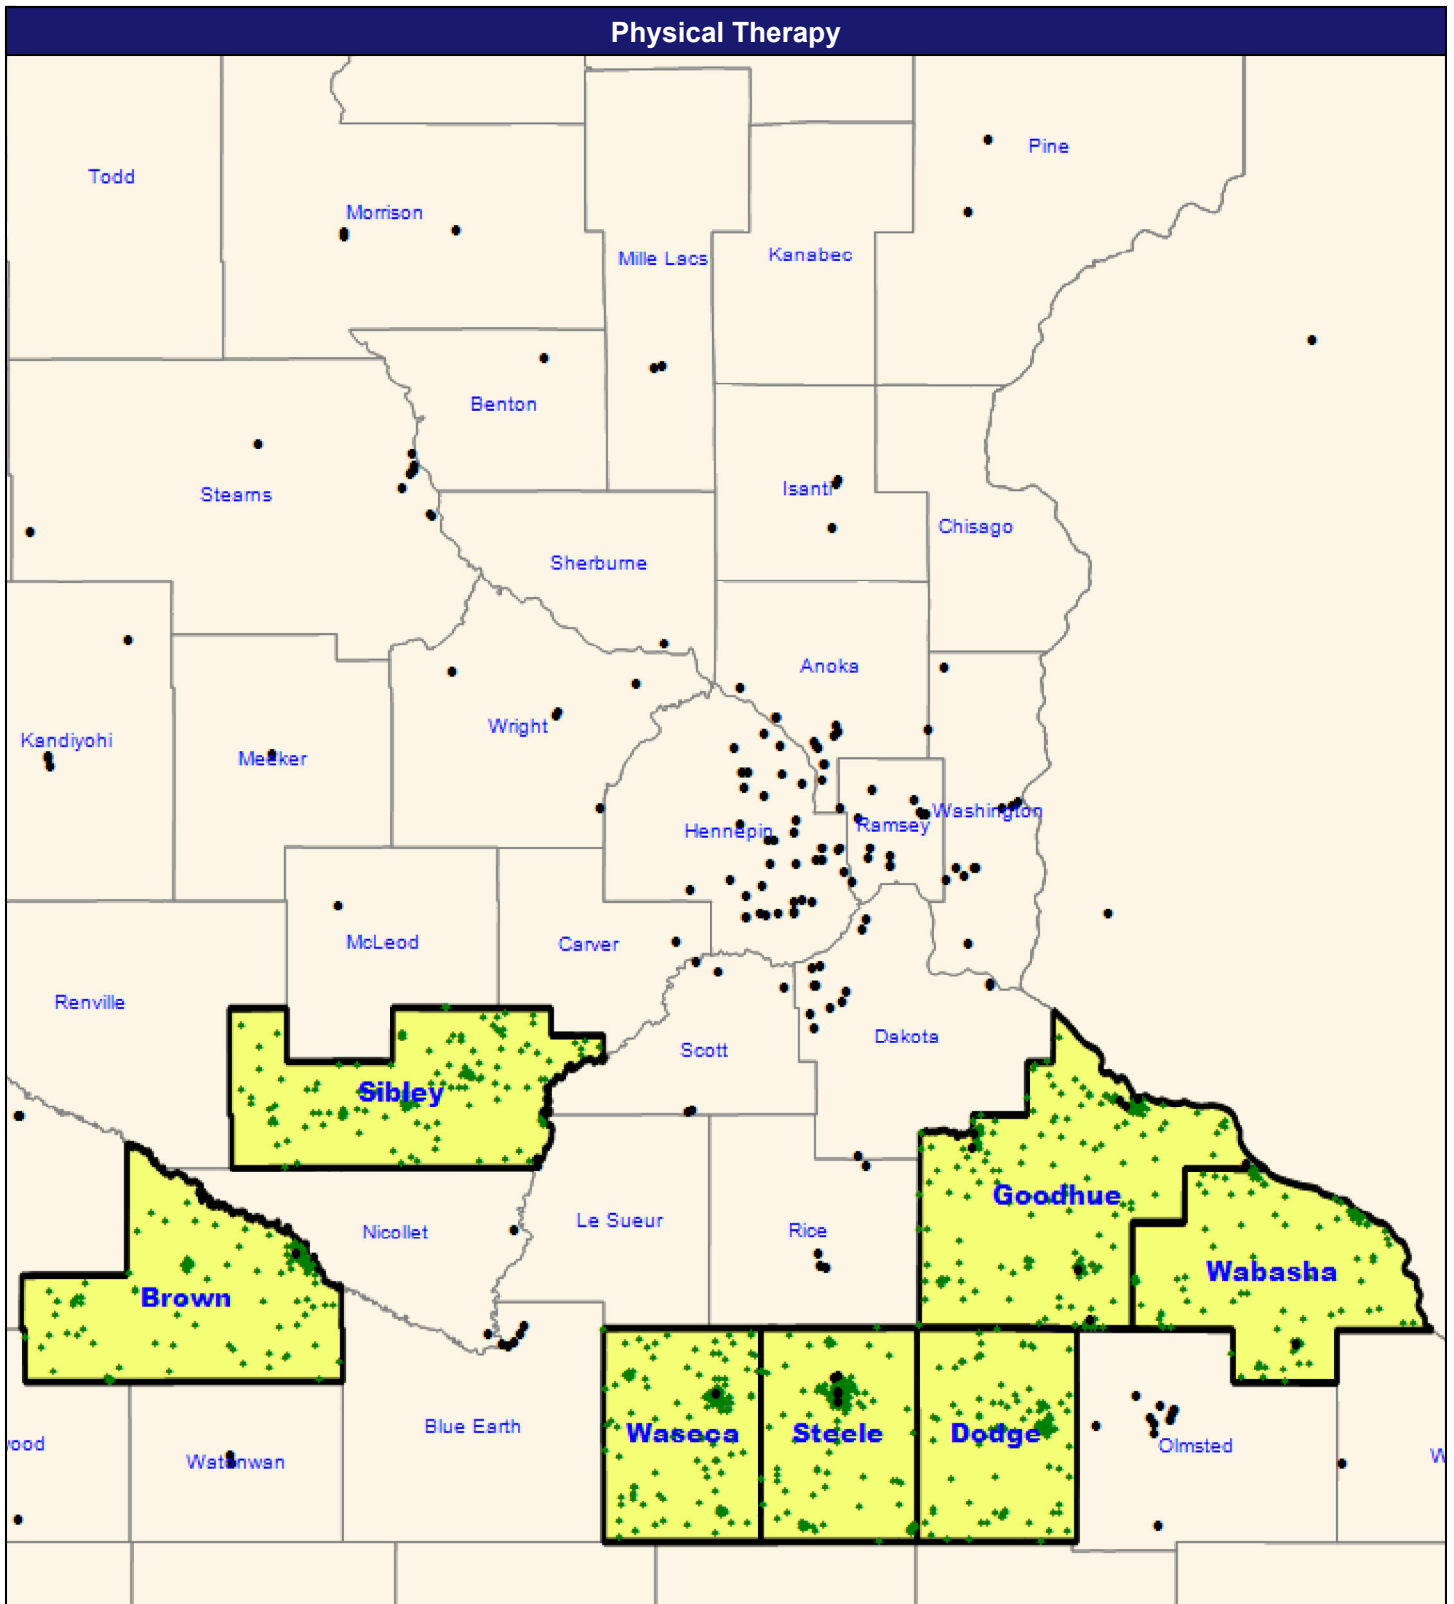 Physical Therapy
Pine
Todd
Morrison
Kanabec
Mille Lacs
Benton
Isanti
Stearns
Chisago
Sherburne
Anoka
Wright
Kandiyohi
Meeker
Washington
Ramsey
Hennepin
McLeod
Carver
Renville
Dakota
Scott
Sibley
Goodhue
Le Sueur
Rice
Nicollet
Wabasha
Brown
Blue Earth
Waseca
Steele
Dodge
ood
Olmsted
W
Watonwan